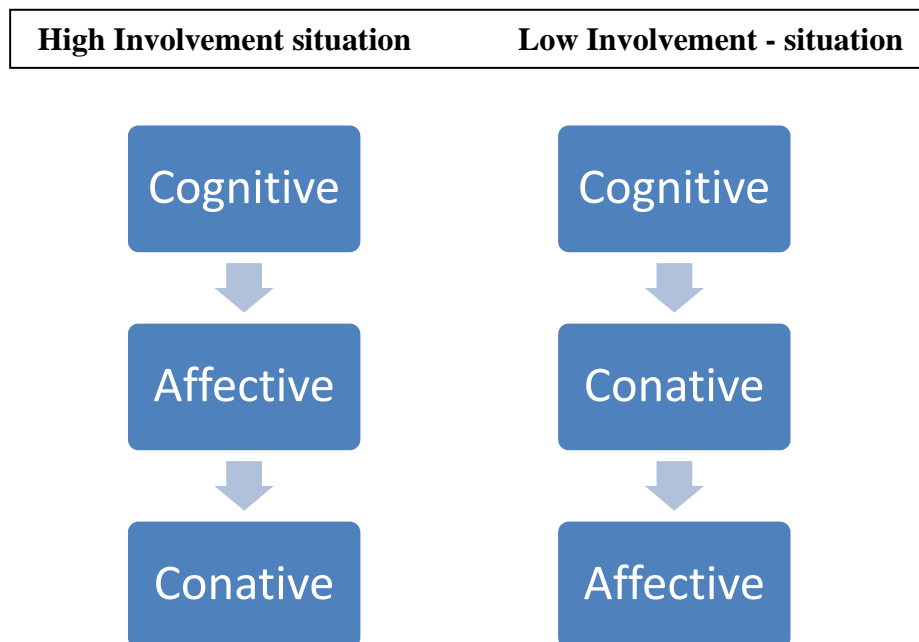 High Involvement situation Low Involvement - situation
Cognitive Cognitive
Affective Conative
Conative Affective